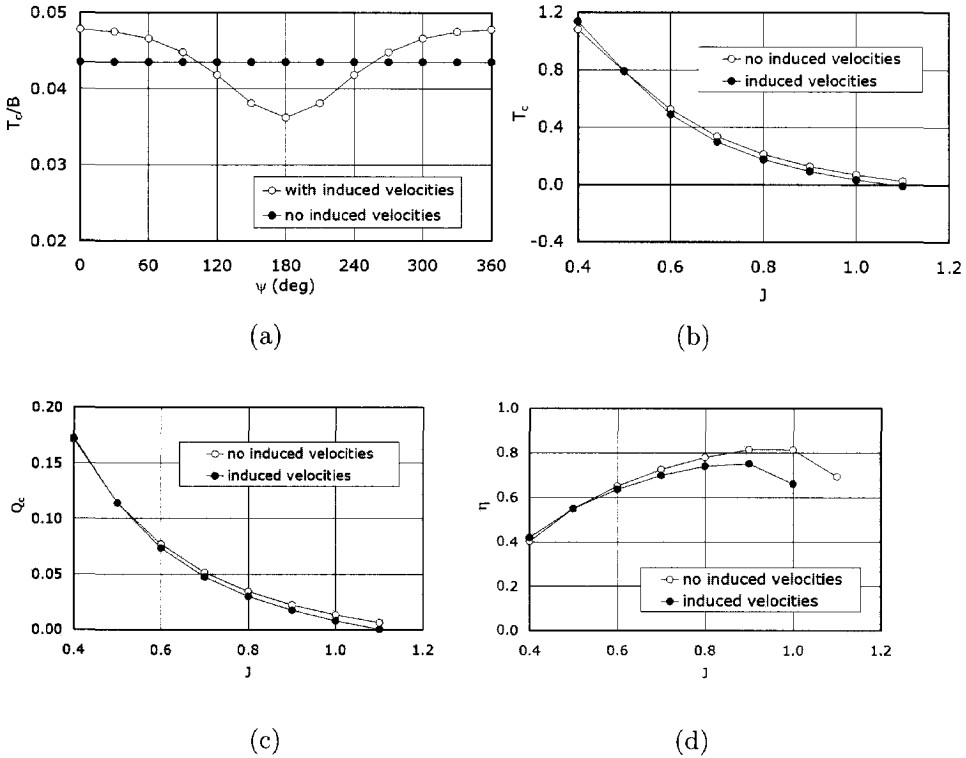 0.05
0.04
0.03
0.02
T_c/B
with induced velocities
no induced velocities
0 60 120 180 240 300 360
ψ (deg)
(a)
1.2
0.8
0.4
0.0
-0.4
T_c
no induced velocities
induced velocities
0.4 0.6 0.8 1.0 1.2
J
(b)
0.20
0.15
0.10
0.05
0.00
Q_c
no induced velocities
induced velocities
0.4 0.6 0.8 1.0 1.2
J
(c)
1.0
0.8
0.6
0.4
0.2
0.0
η
no induced velocities
induced velocities
0.4 0.6 0.8 1.0 1.2
J
(d)